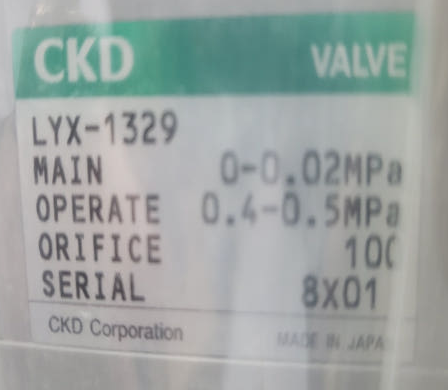 CKD VALVE
LYX-1329
MAIN 0-0.02MPa
OPERATE 0.4-0.5MPa
ORIFICE
SERIAL 8X01
CKD Corporation MADE IN JAPAN